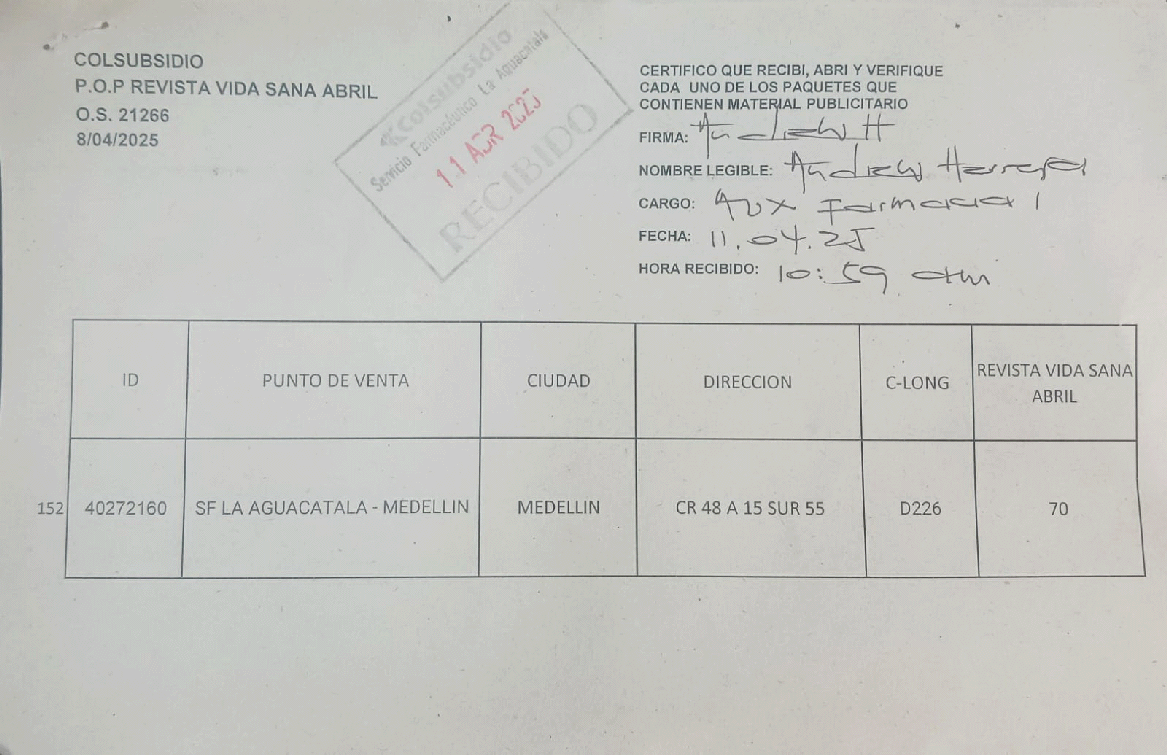 COLSUBSIDIO
P.O.P REVISTA VIDA SANA ABRIL
O.S. 21266
8/04/2025
Colsubsidio
Servicio Farmacéutico La Aguacatala
11 ABR 2025
RECIBIDO
CERTIFICO QUE RECIBI, ABRI Y VERIFIQUE
CADA UNO DE LOS PAQUETES QUE
CONTIENEN MATERIAL PUBLICITARIO
FIRMA: Andrew H
NOMBRE LEGIBLE: Andrew Herrera
CARGO: Aux Farmacia 1
FECHA: 11.04.25
HORA RECIBIDO: 10:59 am
ID PUNTO DE VENTA CIUDAD DIRECCION C-LONG REVISTA VIDA SANA
ABRIL
152 40272160 SF LA AGUACATALA - MEDELLIN MEDELLIN CR 48 A 15 SUR 55 D226 70